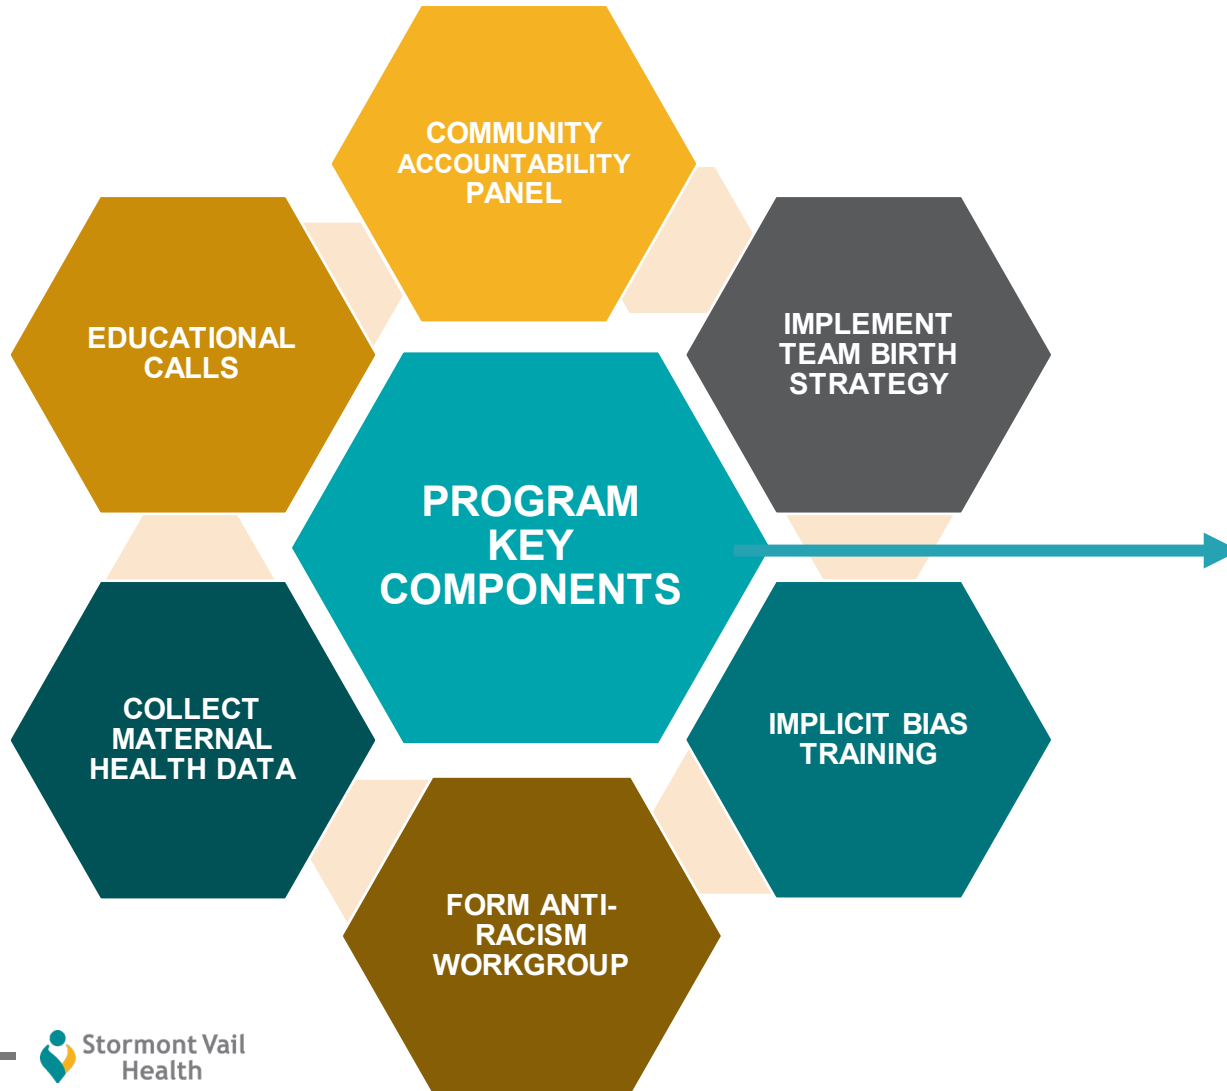 COMMUNITY
ACCOUNTABILITY
PANEL
IMPLEMENT
TEAM BIRTH
STRATEGY
EDUCATIONAL
CALLS
PROGRAM
KEY
COMPONENTS
COLLECT
MATERNAL
HEALTH DATA
IMPLICIT BIAS
TRAINING
FORM ANTI-
RACISM
WORKGROUP
Stormont Vail
Health